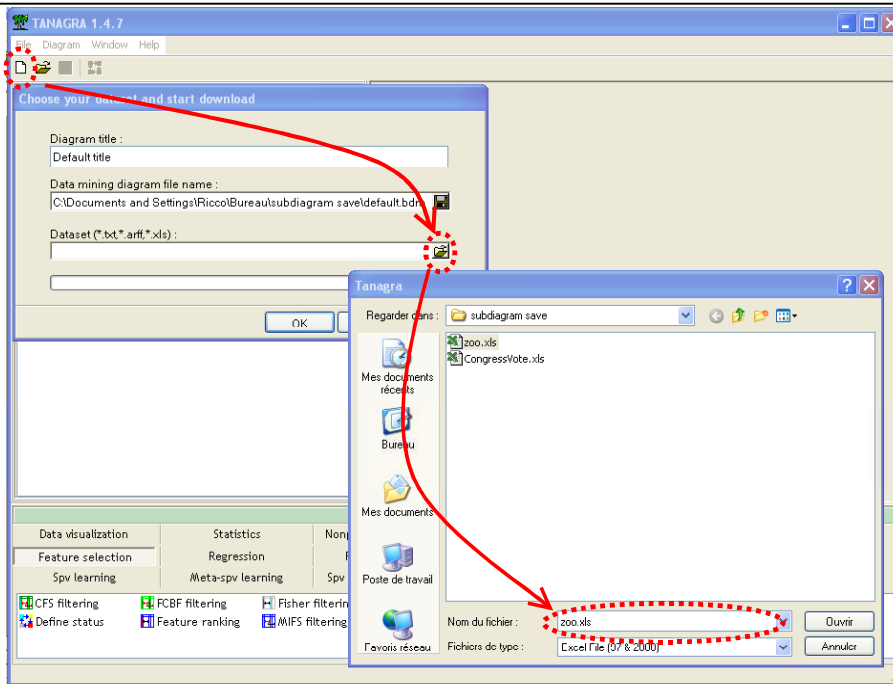 TANAGRA 1.4.7
File Diagram Window Help
Choose your dataset and start download
Diagram title :
Default title
Data mining diagram file name :
C:\Documents and Settings\Ricco\Bureau\subdiagram save\default.bdm
Dataset (*.txt,*.arff,*.xls) :
OK
Tanagra
Regarder dans :
subdiagram save
zoo.xls
CongressVote.xls
Mes documents
récents
Bureau
Mes documents
Poste de travail
Favoris réseau
Nom du fichier :
zoo.xls
Ouvrir
Fichiers de type :
Excel File (97 & 2000)
Annuler
Data visualization
Statistics
Feature selection
Regression
Spv learning
Meta-spv learning
Spv
CFS filtering
FCBF filtering
Fisher filterin
Define status
Feature ranking
MIFS filtering